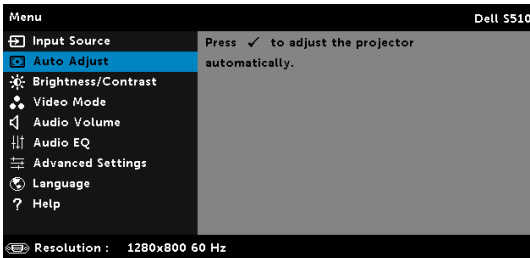 Menu Dell S510
Input Source
Auto Adjust
Brightness/Contrast
Video Mode
Audio Volume
Audio EQ
Advanced Settings
Language
? Help
Press ✓ to adjust the projector
automatically.
Resolution : 1280x800 60 Hz